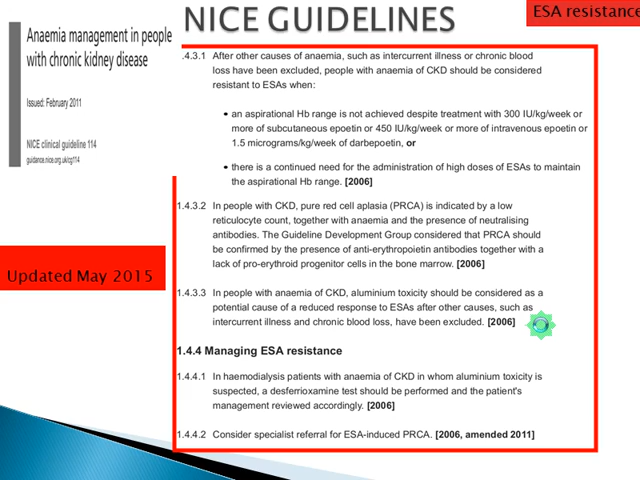 NICE GUIDELINES
ESA resistance
Anaemia management in people
with chronic kidney disease
Issued: February 2011
NICE clinical guideline 114
guidance.nice.org.uk/cg114
Updated May 2015
.4.3.1 After other causes of anaemia, such as intercurrent illness or chronic blood
loss have been excluded, people with anaemia of CKD should be considered
resistant to ESAs when:
• an aspirational Hb range is not achieved despite treatment with 300 IU/kg/week or
more of subcutaneous epoetin or 450 IU/kg/week or more of intravenous epoetin or
1.5 micrograms/kg/week of darbepoetin, or
• there is a continued need for the administration of high doses of ESAs to maintain
the aspirational Hb range. [2006]
1.4.3.2 In people with CKD, pure red cell aplasia (PRCA) is indicated by a low
reticulocyte count, together with anaemia and the presence of neutralising
antibodies. The Guideline Development Group considered that PRCA should
be confirmed by the presence of anti-erythropoietin antibodies together with a
lack of pro-erythroid progenitor cells in the bone marrow. [2006]
1.4.3.3 In people with anaemia of CKD, aluminium toxicity should be considered as a
potential cause of a reduced response to ESAs after other causes, such as
intercurrent illness and chronic blood loss, have been excluded. [2006]
1.4.4 Managing ESA resistance
1.4.4.1 In haemodialysis patients with anaemia of CKD in whom aluminium toxicity is
suspected, a desferrioxamine test should be performed and the patient's
management reviewed accordingly. [2006]
1.4.4.2 Consider specialist referral for ESA-induced PRCA. [2006, amended 2011]